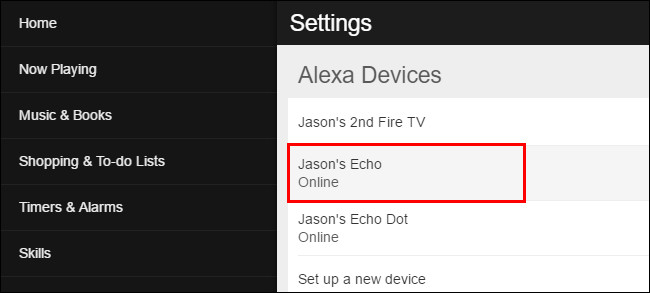 Home
Now Playing
Music & Books
Shopping & To-do Lists
Timers & Alarms
Skills
Settings
Alexa Devices
Jason's 2nd Fire TV
Jason's Echo
Online
Jason's Echo Dot
Online
Set up a new device